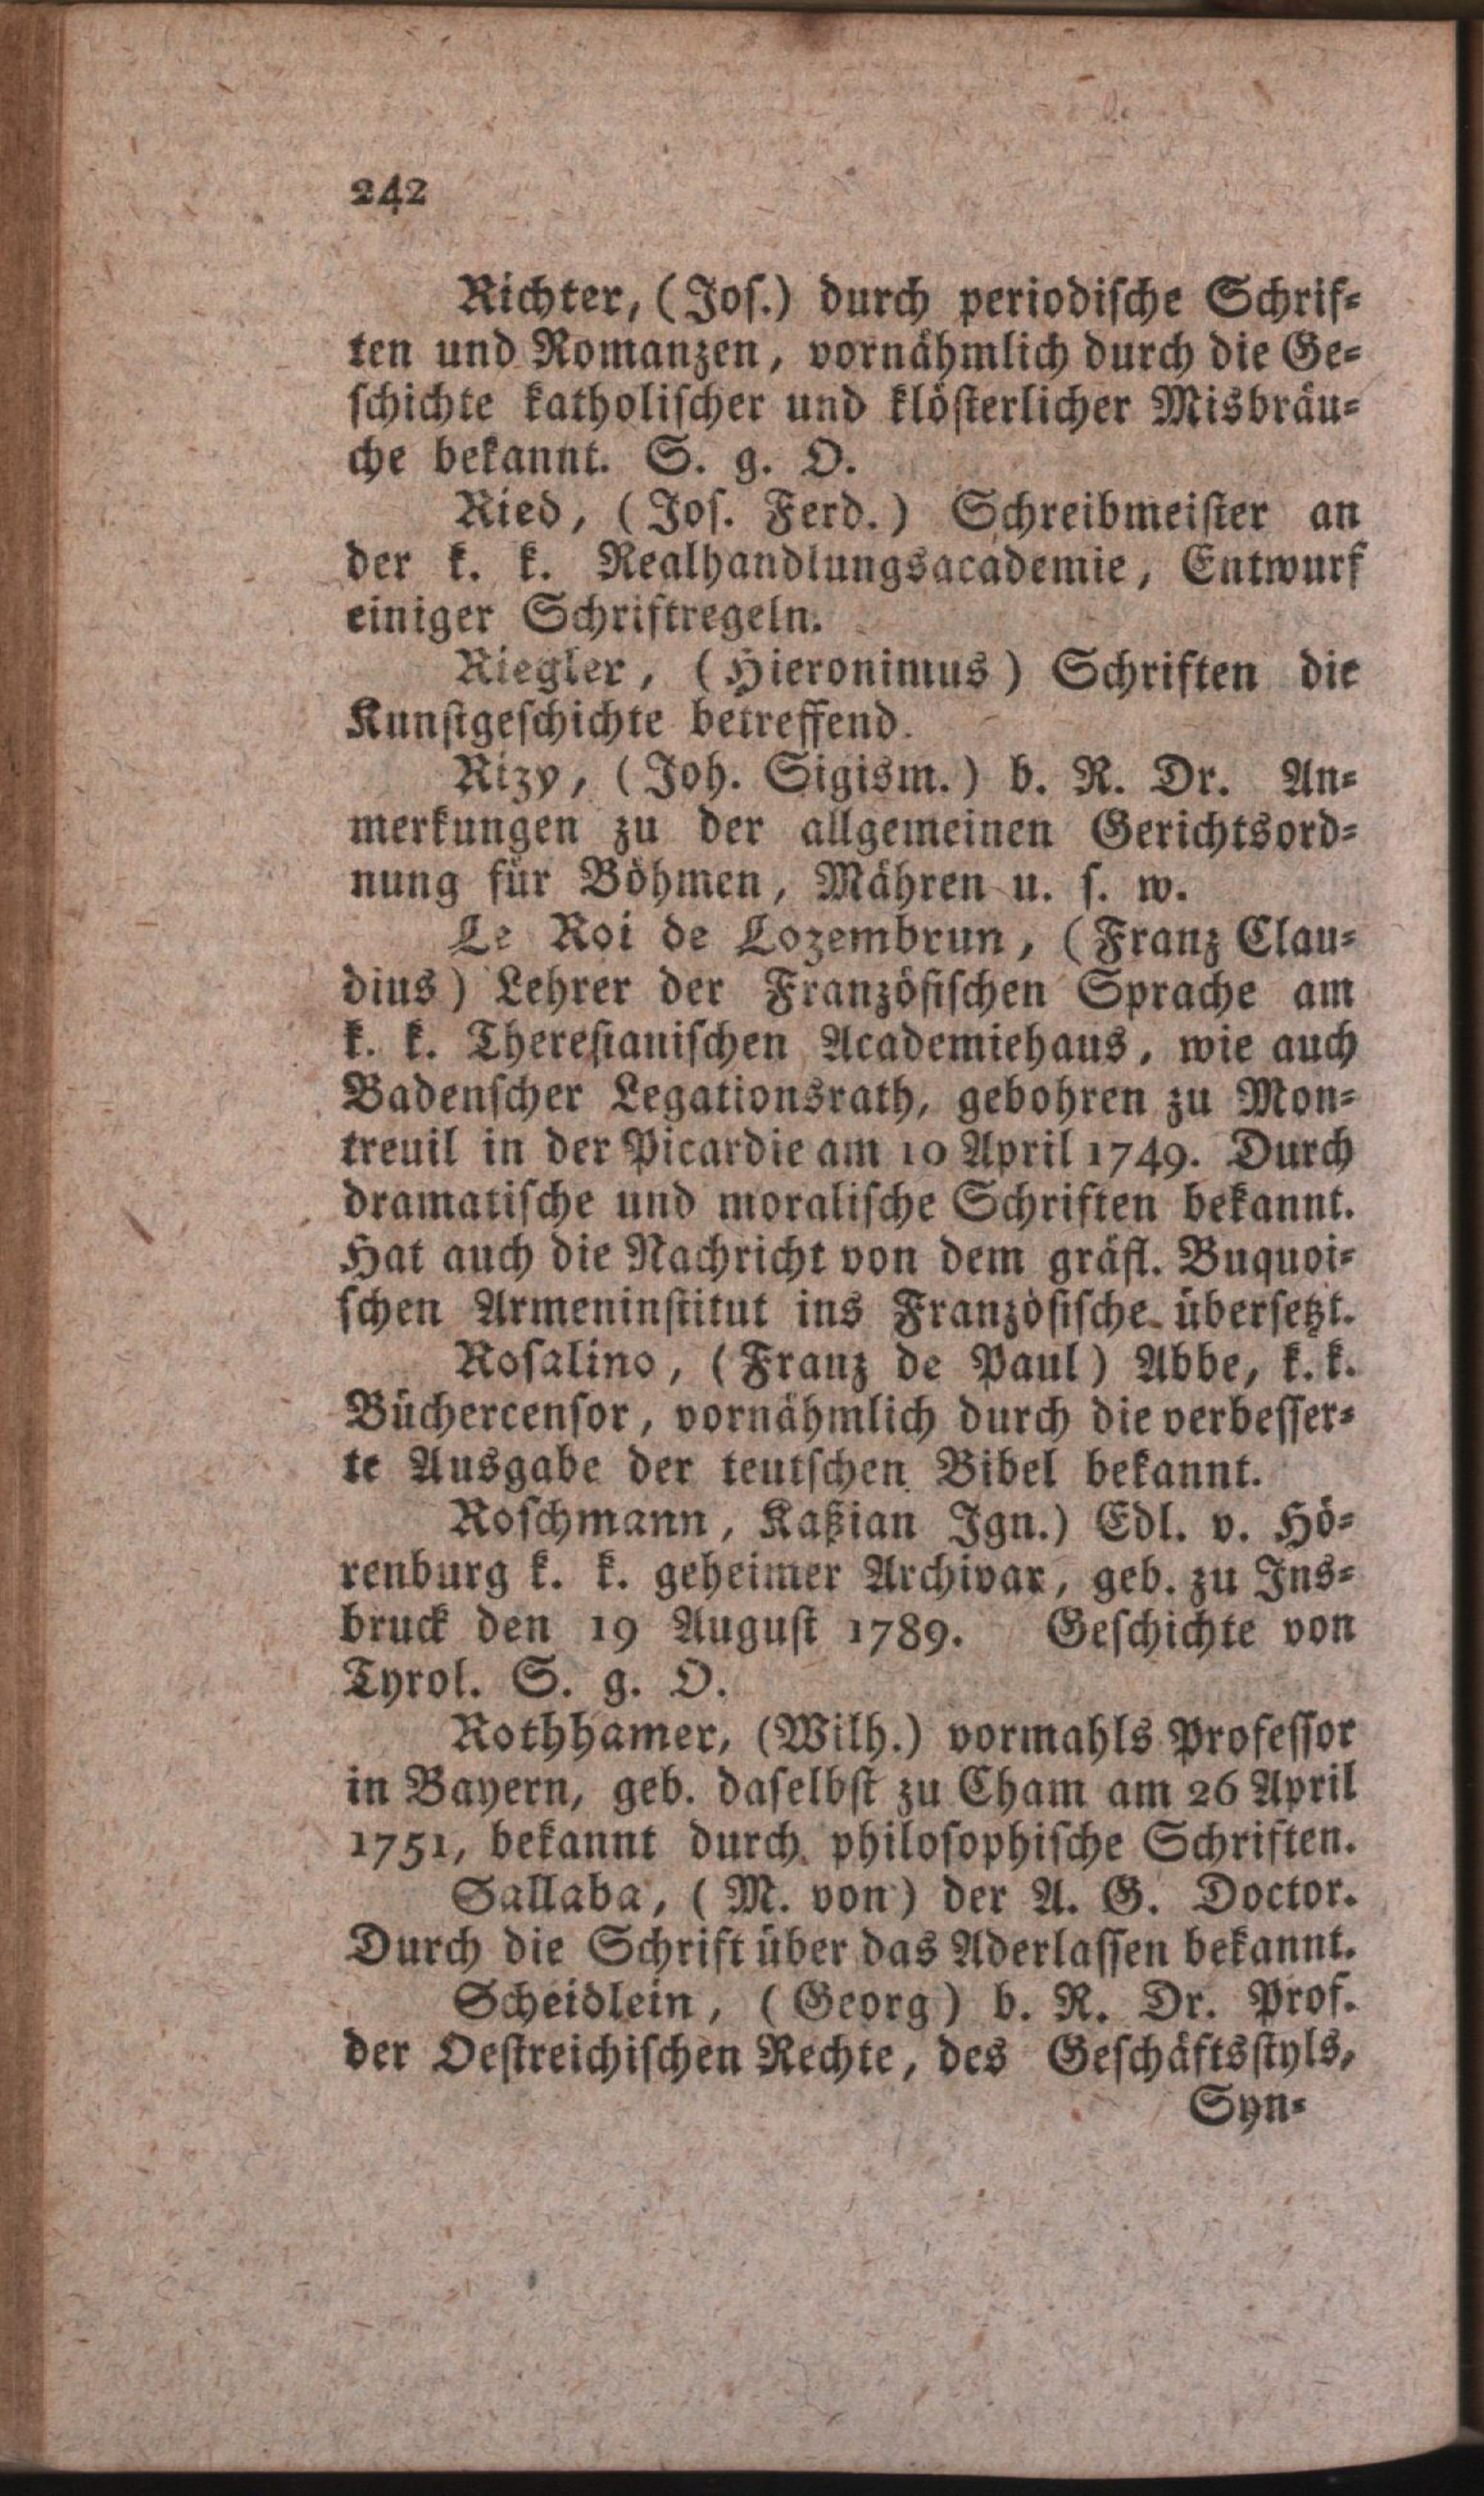 242
Richter, (Joſ.) durch periodiſche Schrif⸗
ten und Romanzen, vornähmlich durch die Ge⸗
ſchichte katholiſcher und klöſterlicher Misbräu⸗
che bekannt. S. g. O.
Ried, (Joſ. Ferd.) Schreibmeiſter an
der k. k. Realhandlungsacademie, Entwurf
einiger Schriftregeln.
Riegler, (Hieronimus) Schriften die
Kunſtgeſchichte betreffend.
Rizy, (Joh. Sigism.) b. R. Dr. An⸗
merkungen zu der allgemeinen Gerichtsord⸗
nung für Böhmen, Mähren u. ſ. w.
Le Roi de Lozembrun, (Franz Clau⸗
dius) Lehrer der Franzöſiſchen Sprache am
k. k. Thereſianiſchen Academiehaus, wie auch
Badenſcher Legationsrath, gebohren zu Mon⸗
treuil in der Picardie am 10 April 1749. Durch
dramatiſche und moraliſche Schriften bekannt.
Hat auch die Nachricht von dem gräfl. Buquoi⸗
ſchen Armeninſtitut ins Franzöſiſche überſetzt.
Roſalino, (Franz de Paul) Abbe, k. k.
Büchercenſor, vornähmlich durch die verbeſſer⸗
te Ausgabe der teutſchen Bibel bekannt.
Roſchmann, Kaßian Ign.) Edl. v. Hö⸗
renburg k. k. geheimer Archivar, geb. zu Ins⸗
bruck den 19 Auguſt 1789. Geſchichte von
Tyrol. S. g. O.
Rothhamer, (Wilh.) vormahls Profeſſor
in Bayern, geb. daſelbſt zu Cham am 26 April
1751, bekannt durch philoſophiſche Schriften.
Sallaba, (M. von) der A. G. Doctor.
Durch die Schrift über das Aderlaſſen bekannt.
Scheidlein, (Georg) b. R. Dr. Prof.
der Oeſtreichiſchen Rechte, des Geſchäftsſtyls,
Syn⸗